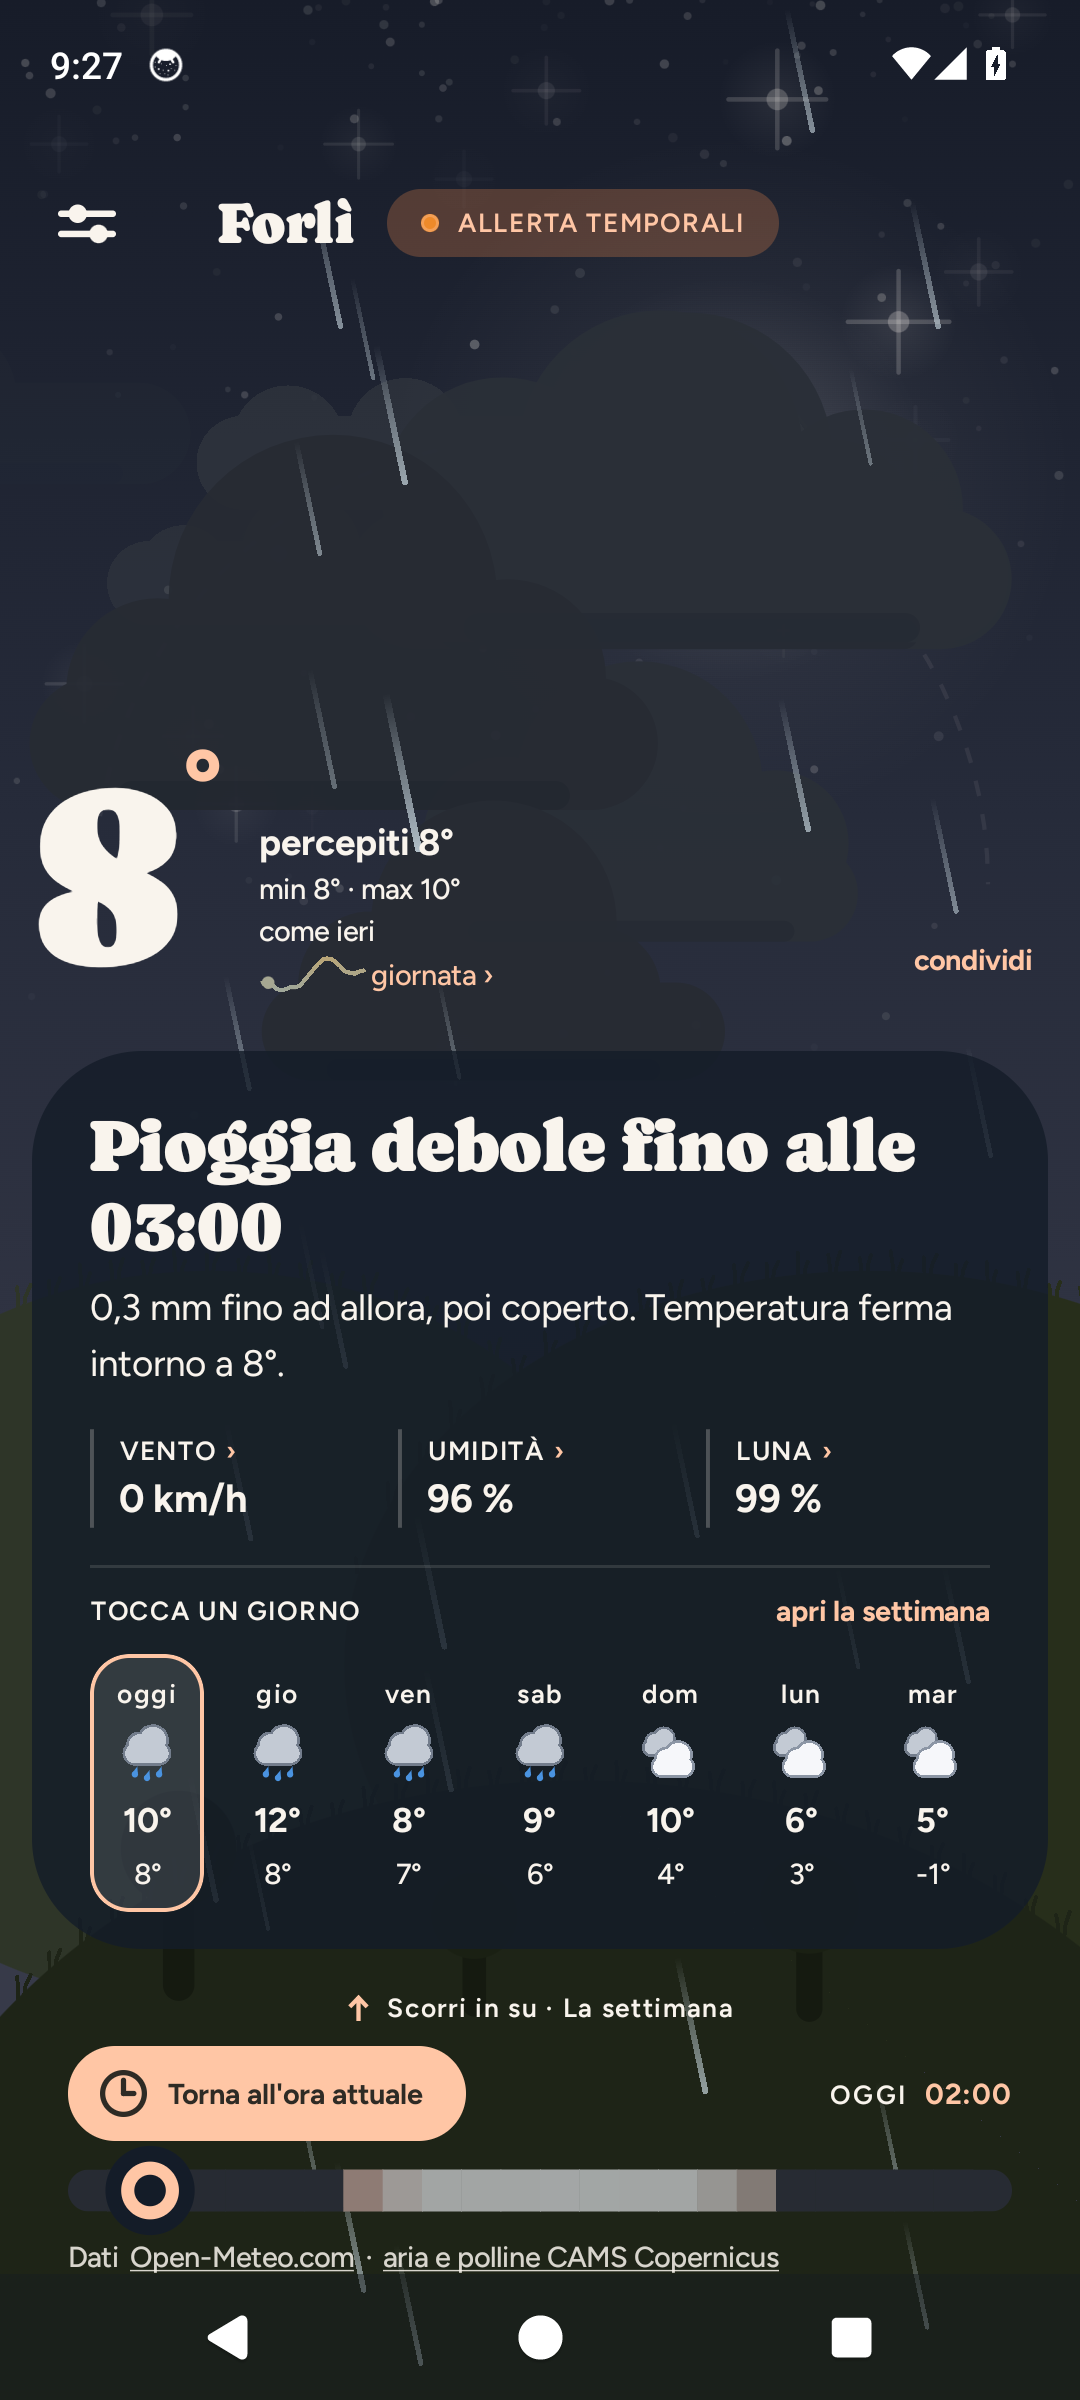 9:27
Forlì
ALLERTA TEMPORALI
8°
percepiti 8°
min 8° · max 10°
come ieri
giornata ›
condividi
Pioggia debole fino alle
03:00
0,3 mm fino ad allora, poi coperto. Temperatura ferma
intorno a 8°.
VENTO › UMIDITÀ › LUNA ›
0 km/h 96 % 99 %
TOCCA UN GIORNO apri la settimana
oggi gio ven sab dom lun mar
10° 12° 8° 9° 10° 6° 5°
8° 8° 7° 6° 4° 3° -1°
↑ Scorri in su · La settimana
Torna all'ora attuale OGGI 02:00
Dati Open-Meteo.com · aria e polline CAMS Copernicus